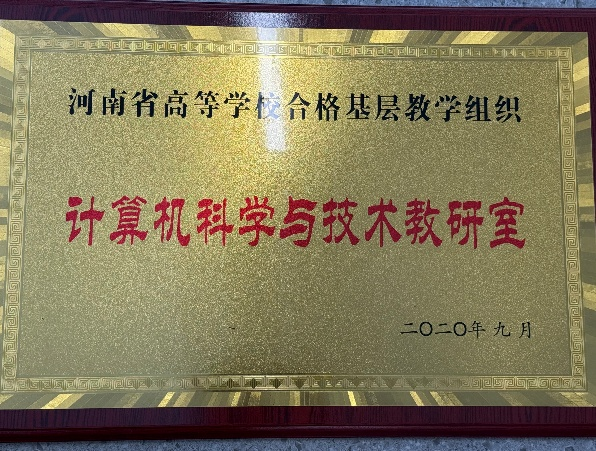 河南省高等学校合格基层教学组织
计算机科学与技术教研室
二〇二〇年九月